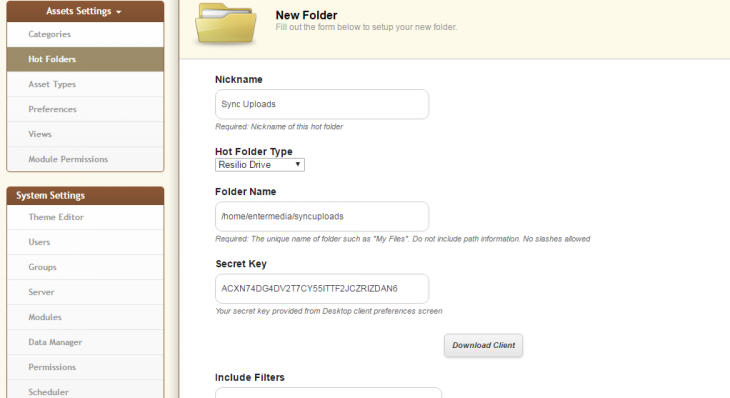 Assets Settings
Categories
Hot Folders
Asset Types
Preferences
Views
Module Permissions
System Settings
Theme Editor
Users
Groups
Server
Modules
Data Manager
Permissions
Scheduler
New Folder
Fill out the form below to setup your new folder.
Nickname
Sync Uploads
Required: Nickname of this hot folder
Hot Folder Type
Resilio Drive
Folder Name
/home/entermedia/syncuploads
Required: The unique name of folder such as "My Files". Do not include path information. No slashes allowed
Secret Key
ACXN74DG4DV2T7CY55ITTF2JCZRIZDAN6
Your secret key provided from Desktop client preferences screen
Download Client
Include Filters